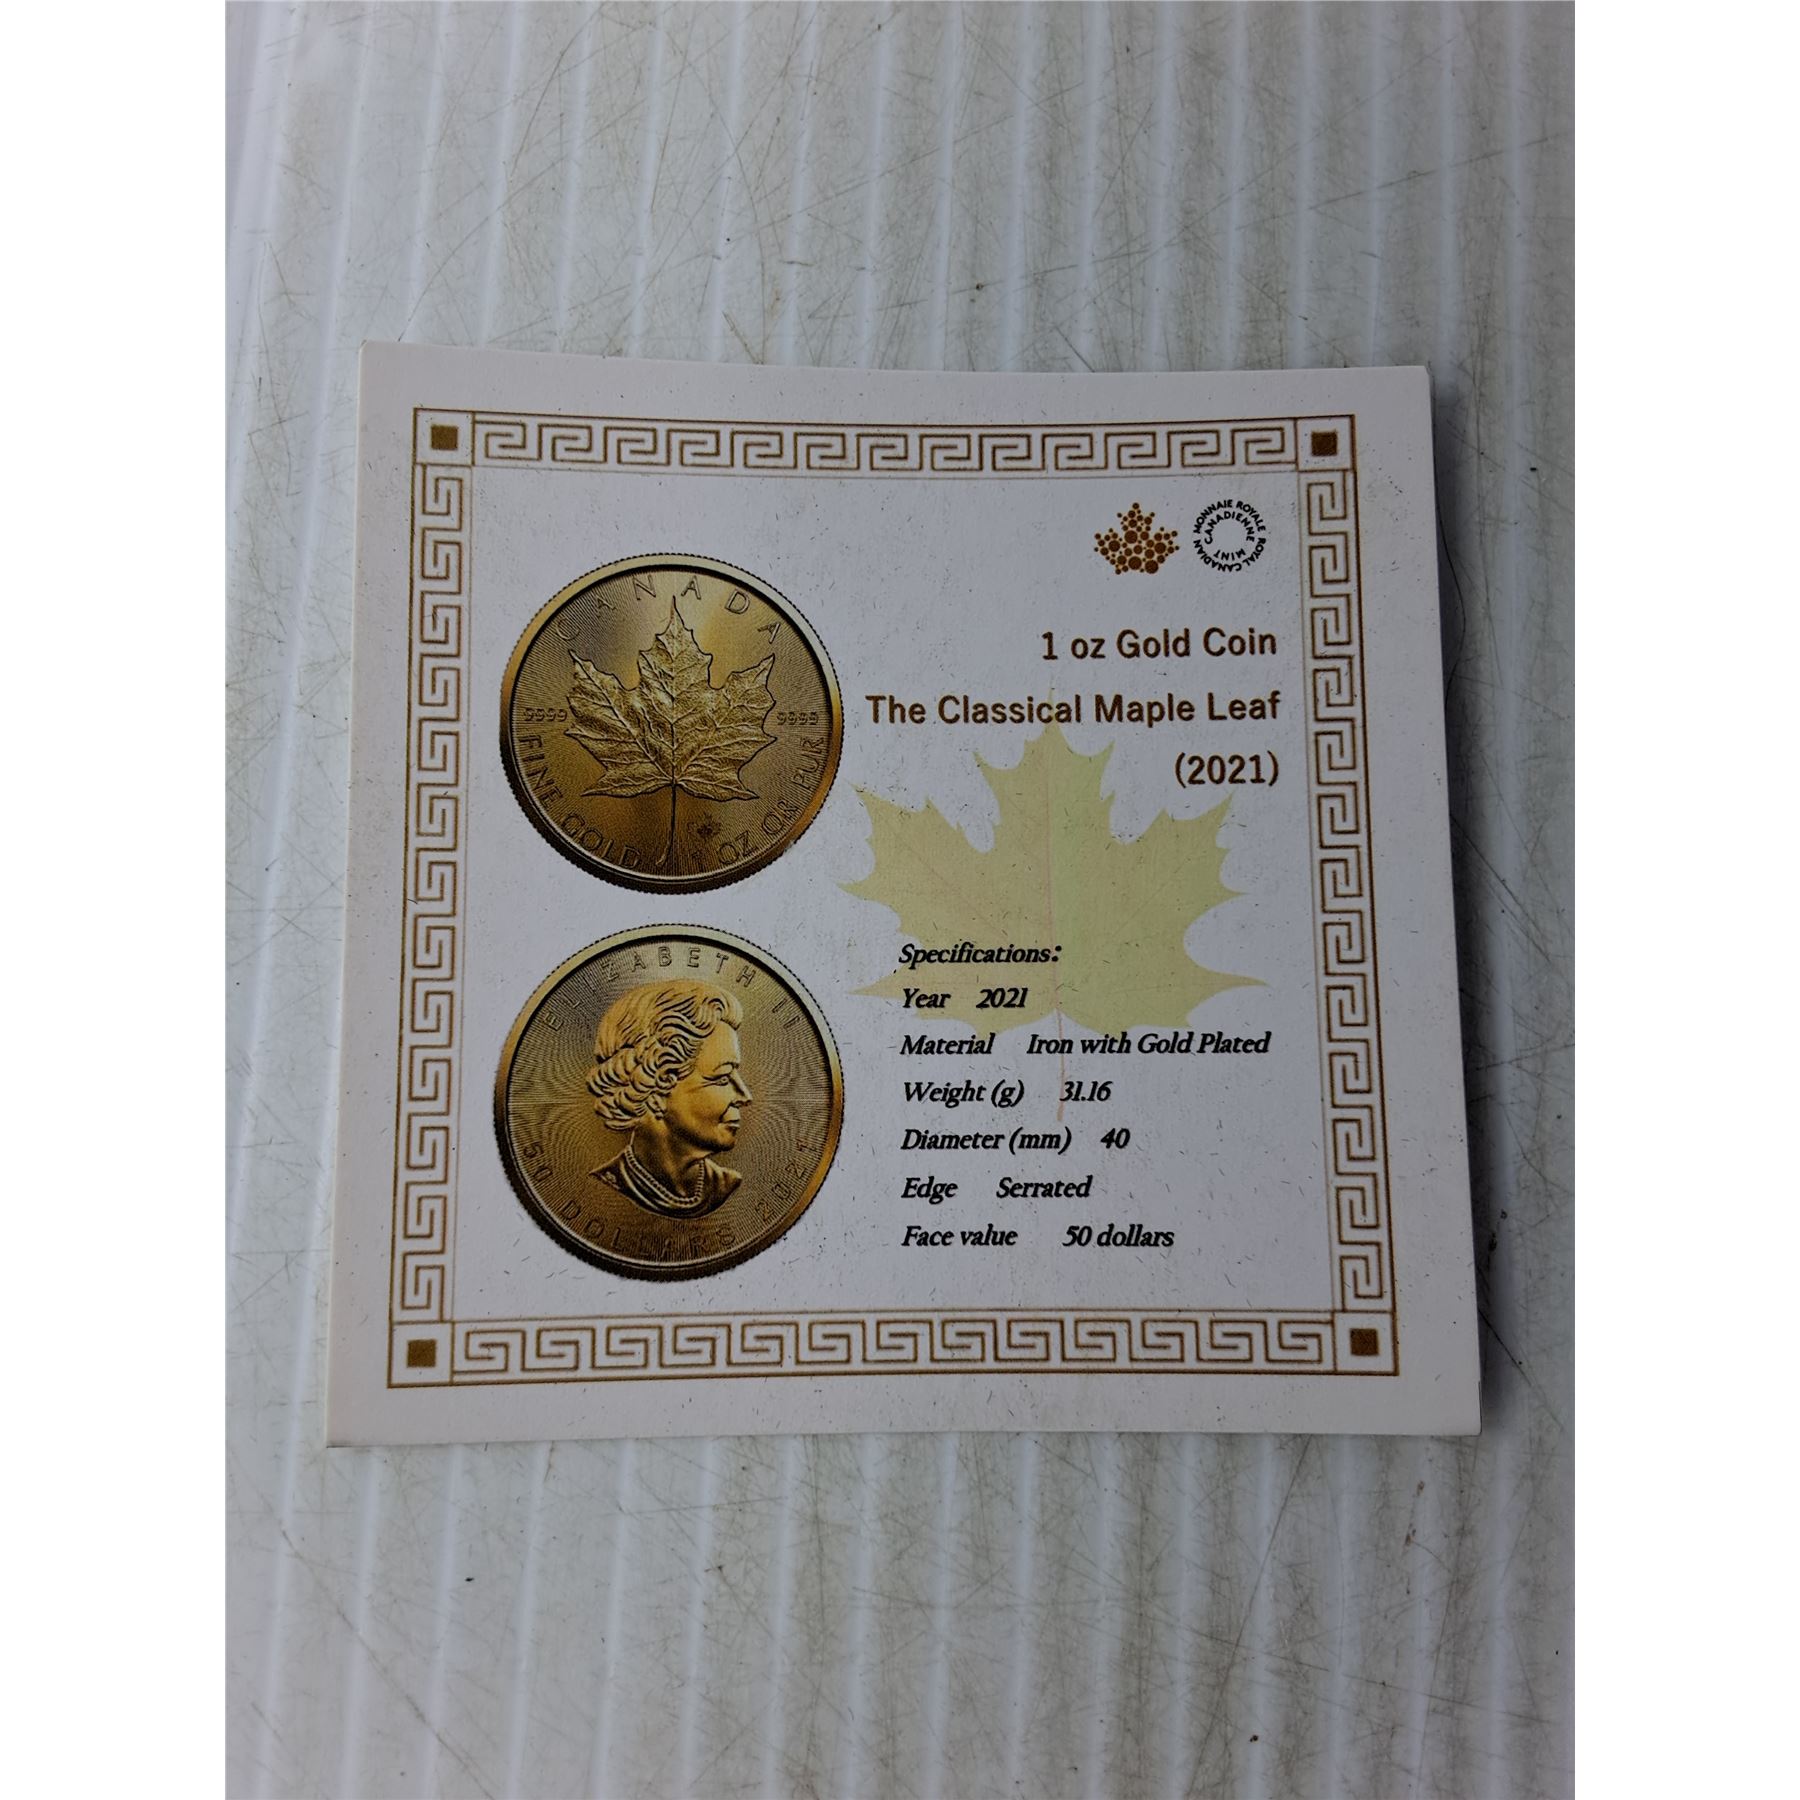 MONNAIE ROYALE CANADIENNE
ROYAL CANADIAN MINT
1 oz Gold Coin
The Classical Maple Leaf
(2021)
CANADA
9999 9999
FINE GOLD 1 OZ OR PUR
ELIZABETH II
50 DOLLARS 2021
Specifications:
Year 2021
Material Iron with Gold Plated
Weight (g) 31.16
Diameter (mm) 40
Edge Serrated
Face value 50 dollars